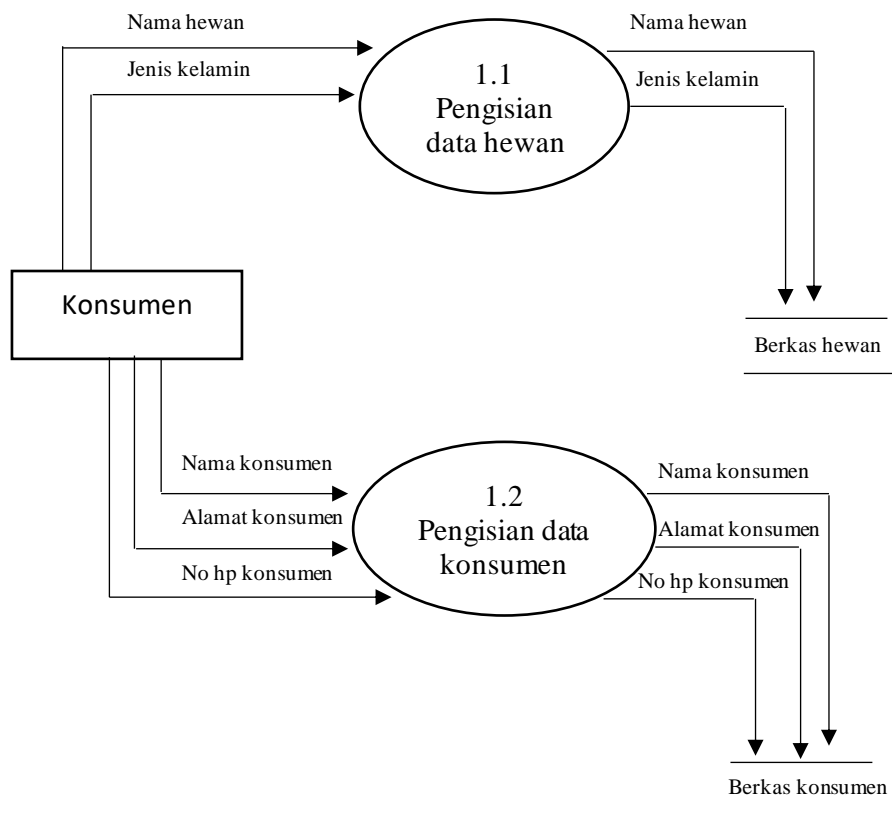 Nama hewan
Jenis kelamin
1.1
Pengisian
data hewan
Nama hewan
Jenis kelamin
Konsumen
Berkas hewan
Nama konsumen
Alamat konsumen
No hp konsumen
1.2
Pengisian data
konsumen
Nama konsumen
Alamat konsumen
No hp konsumen
Berkas konsumen